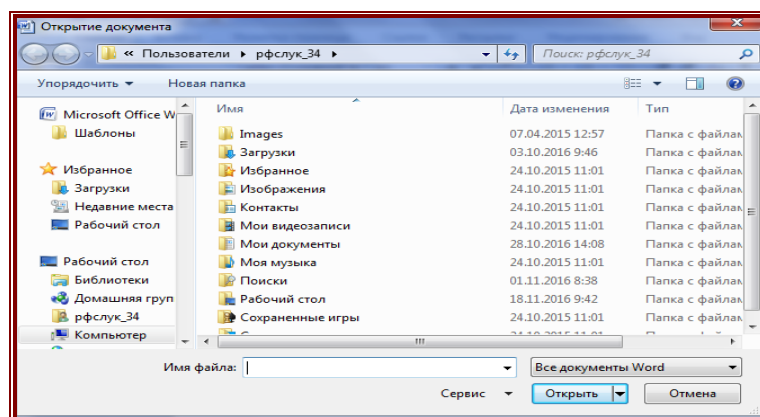 Открытие документа
« Пользователи ▸ рфслук_34 ▸
Поиск: рфслук_34
Упорядочить ▾ Новая папка
Microsoft Office W
Шаблоны
Избранное
Загрузки
Недавние места
Рабочий стол
Рабочий стол
Библиотеки
Домашняя груп
рфслук_34
Компьютер
Имя Дата изменения Тип
Images 07.04.2015 12:57 Папка с файлам
Загрузки 03.10.2016 9:46 Папка с файлам
Избранное 24.10.2015 11:01 Папка с файлам
Изображения 24.10.2015 11:01 Папка с файлам
Контакты 24.10.2015 11:01 Папка с файлам
Мои видеозаписи 24.10.2015 11:01 Папка с файлам
Мои документы 28.10.2016 14:08 Папка с файлам
Моя музыка 24.10.2015 11:01 Папка с файлам
Поиски 01.11.2016 8:38 Папка с файлам
Рабочий стол 18.11.2016 9:42 Папка с файлам
Сохраненные игры 24.10.2015 11:01 Папка с файлам
Имя файла: Все документы Word
Сервис ▾ Открыть Отмена